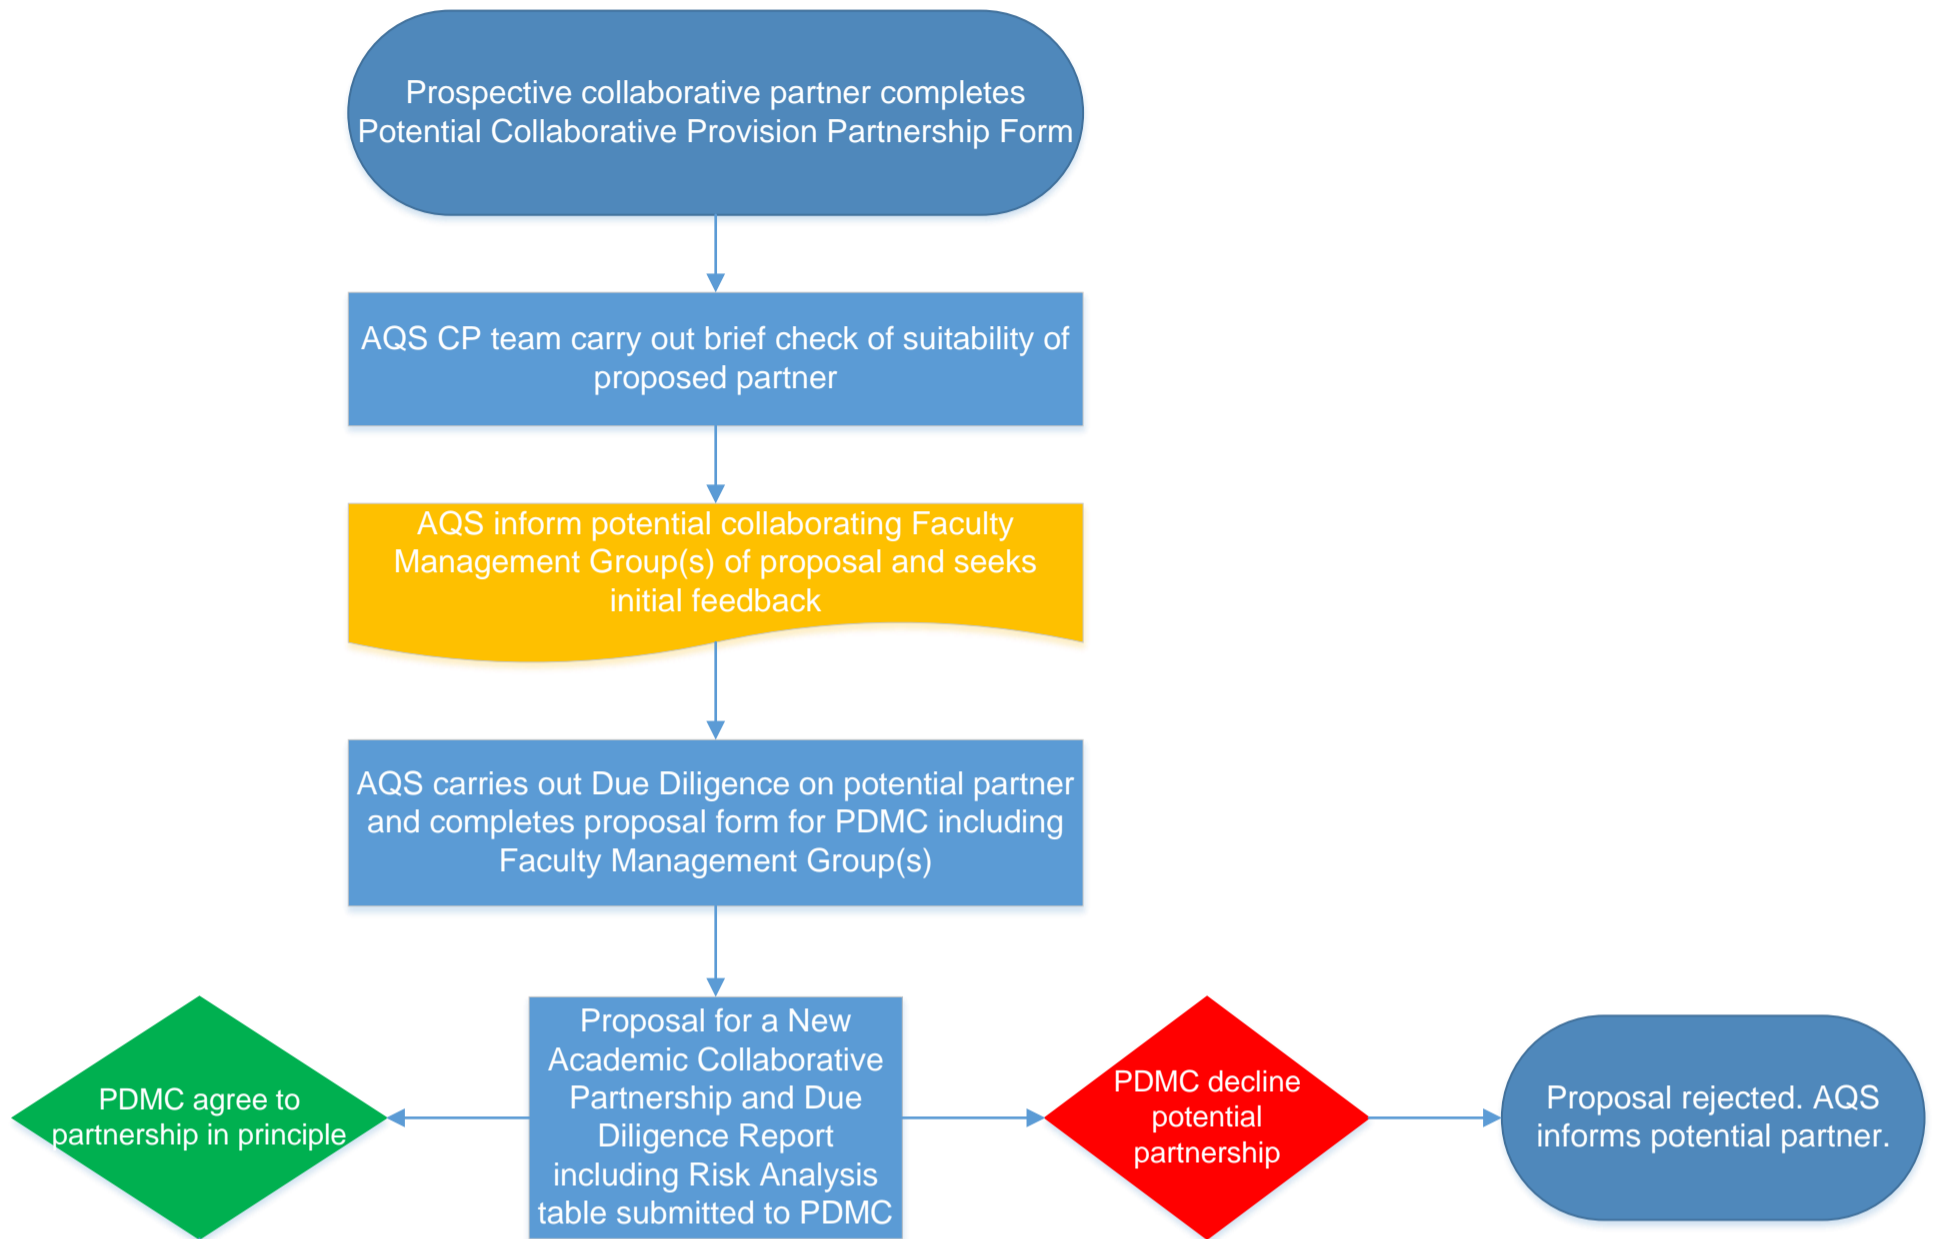 Prospective collaborative partner completes
Potential Collaborative Provision Partnership Form
AQS CP team carry out brief check of suitability of
proposed partner
AQS inform potential collaborating Faculty
Management Group(s) of proposal and seeks
initial feedback
AQS carries out Due Diligence on potential partner
and completes proposal form for PDMC including
Faculty Management Group(s)
PDMC agree to
partnership in principle
Proposal for a New
Academic Collaborative
Partnership and Due
Diligence Report
including Risk Analysis
table submitted to PDMC
PDMC decline
potential
partnership
Proposal rejected. AQS
informs potential partner.